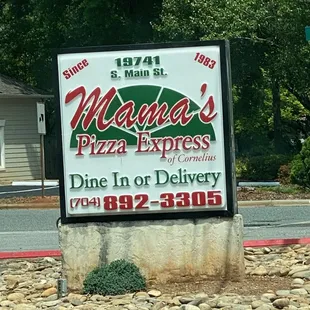 19741
S. Main St.
Since 1983
Mama's
Pizza Express
of Cornelius
Dine In or Delivery
(704) 892-3305